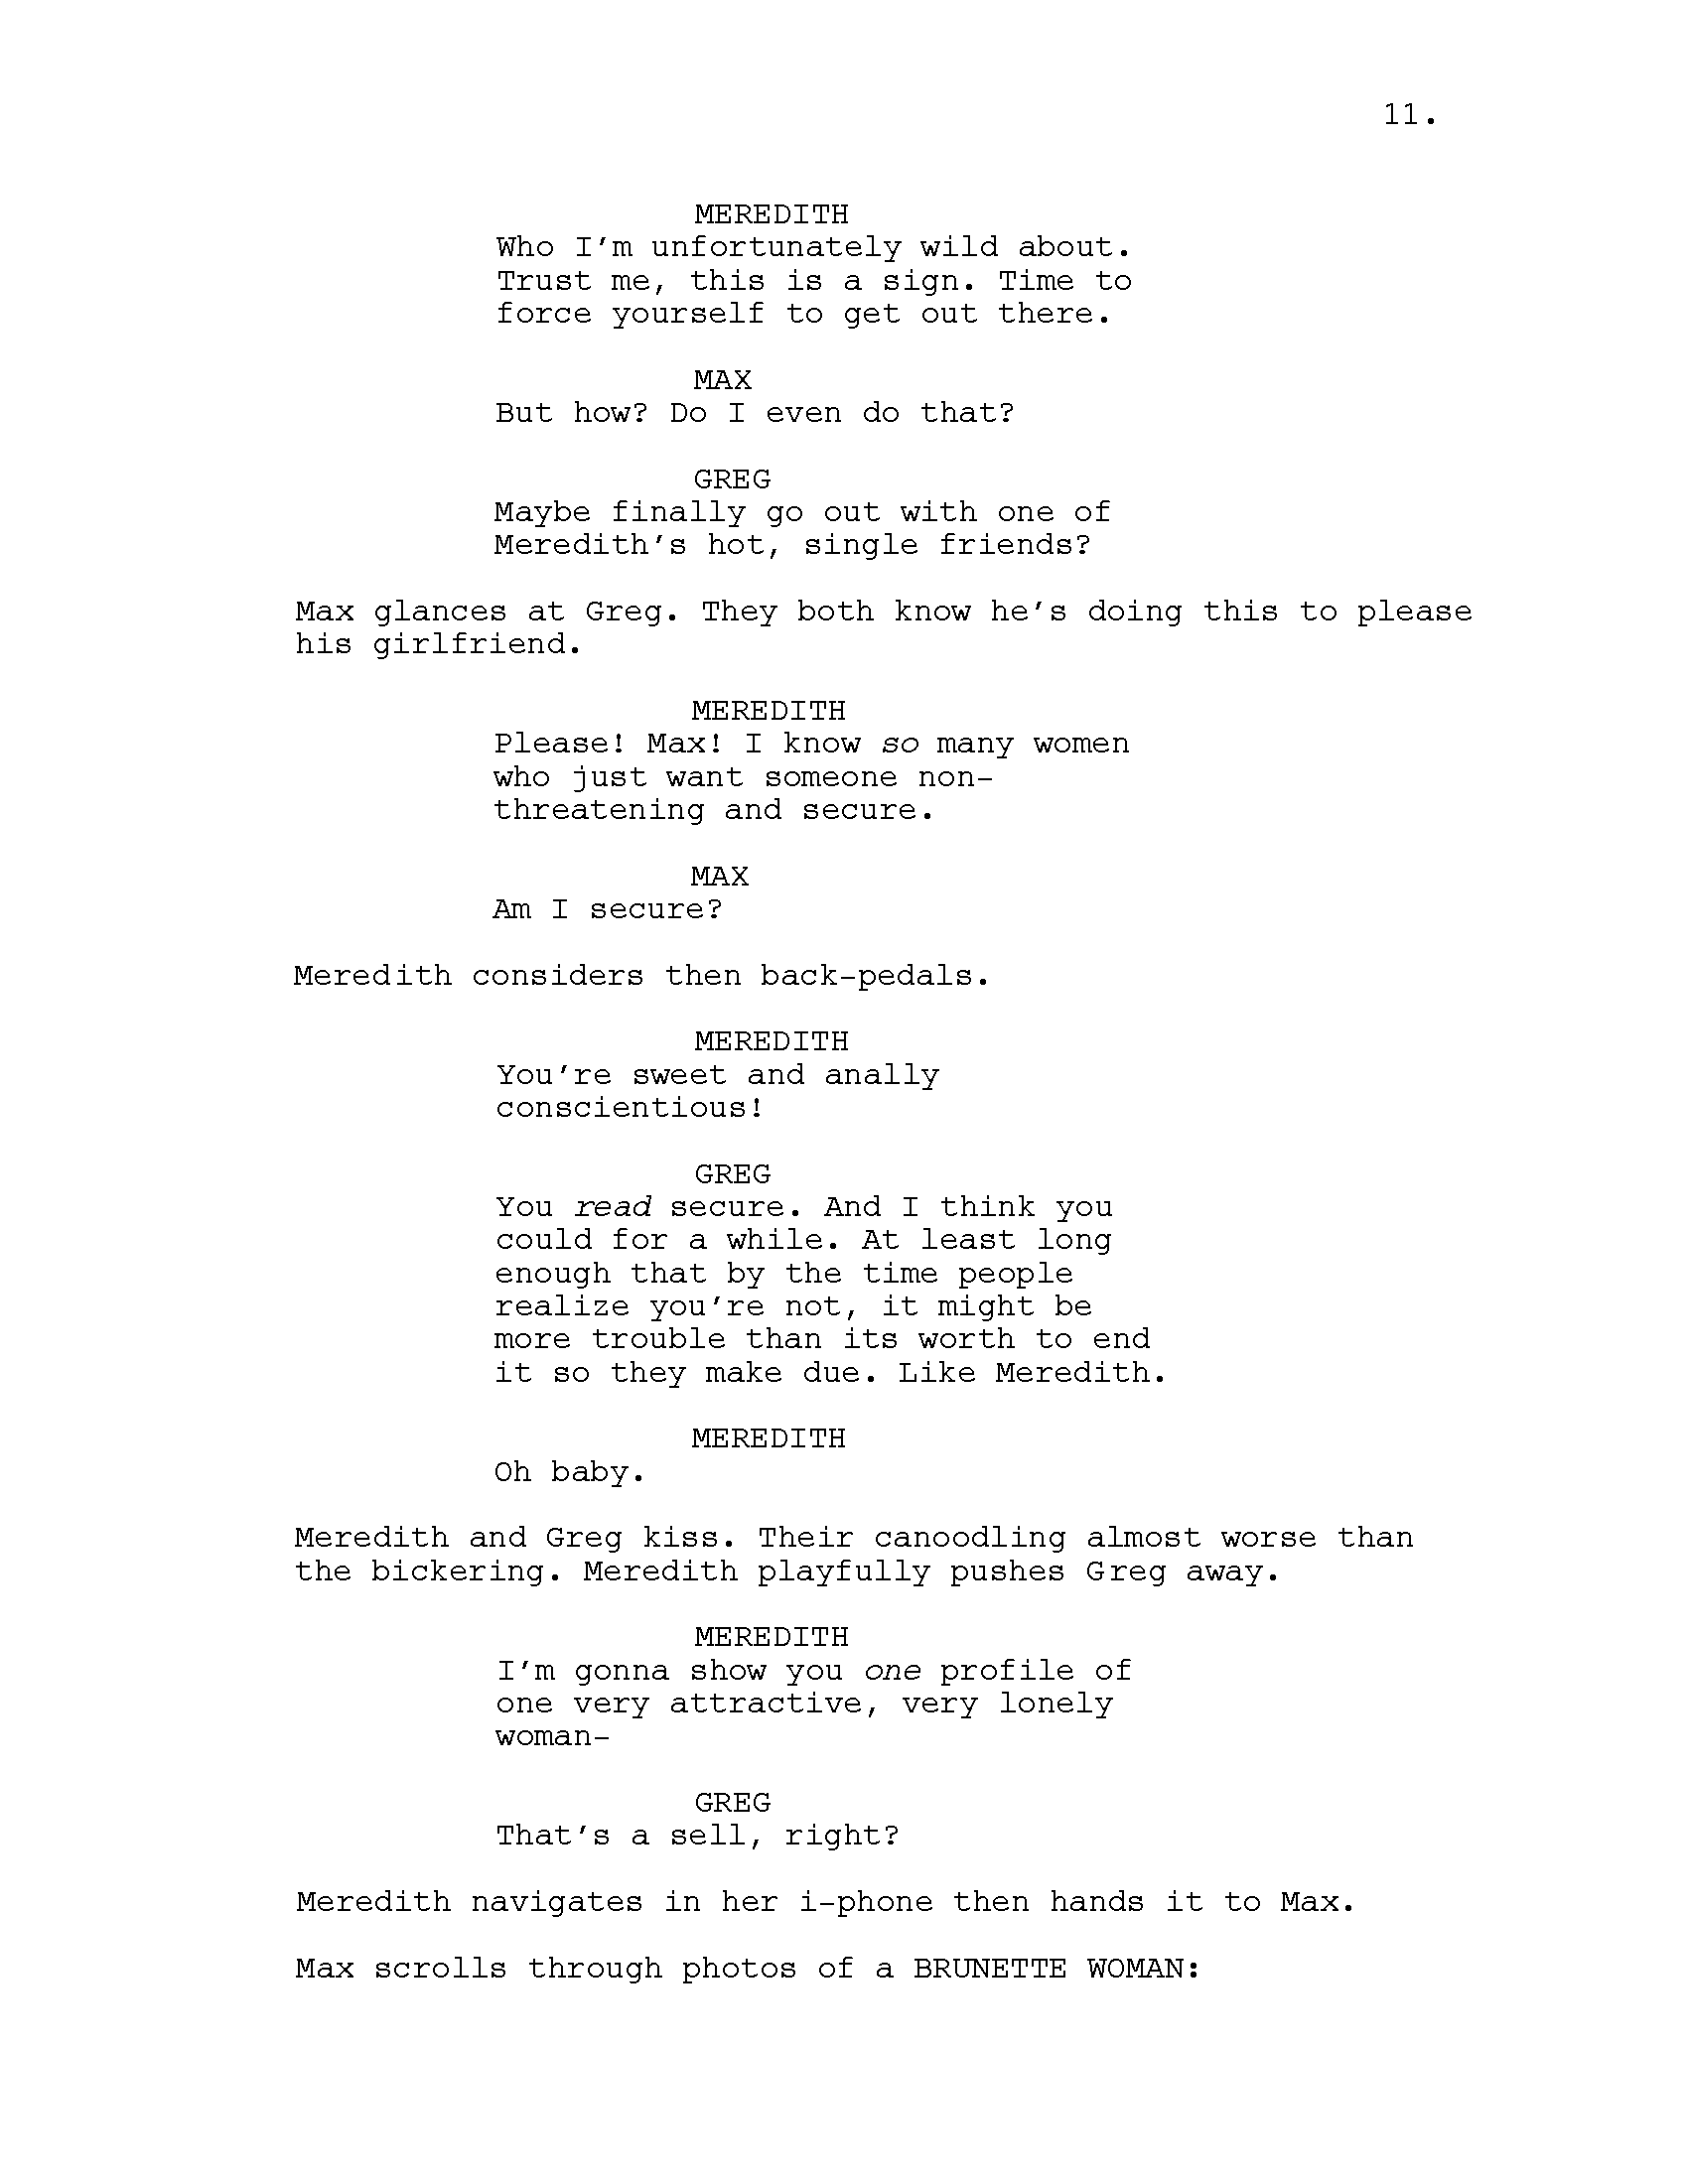 11.
MEREDITH
Who I'm unfortunately wild about.
Trust me, this is a sign. Time to
force yourself to get out there.
MAX
But how? Do I even do that?
GREG
Maybe finally go out with one of
Meredith's hot, single friends?
Max glances at Greg. They both know he's doing this to please
his girlfriend.
MEREDITH
Please! Max! I know so many women
who just want someone non-
threatening and secure.
MAX
Am I secure?
Meredith considers then back-pedals.
MEREDITH
You're sweet and anally
conscientious!
GREG
You read secure. And I think you
could for a while. At least long
enough that by the time people
realize you're not, it might be
more trouble than its worth to end
it so they make due. Like Meredith.
MEREDITH
Oh baby.
Meredith and Greg kiss. Their canoodling almost worse than
the bickering. Meredith playfully pushes Greg away.
MEREDITH
I'm gonna show you one profile of
one very attractive, very lonely
woman-
GREG
That's a sell, right?
Meredith navigates in her i-phone then hands it to Max.
Max scrolls through photos of a BRUNETTE WOMAN: